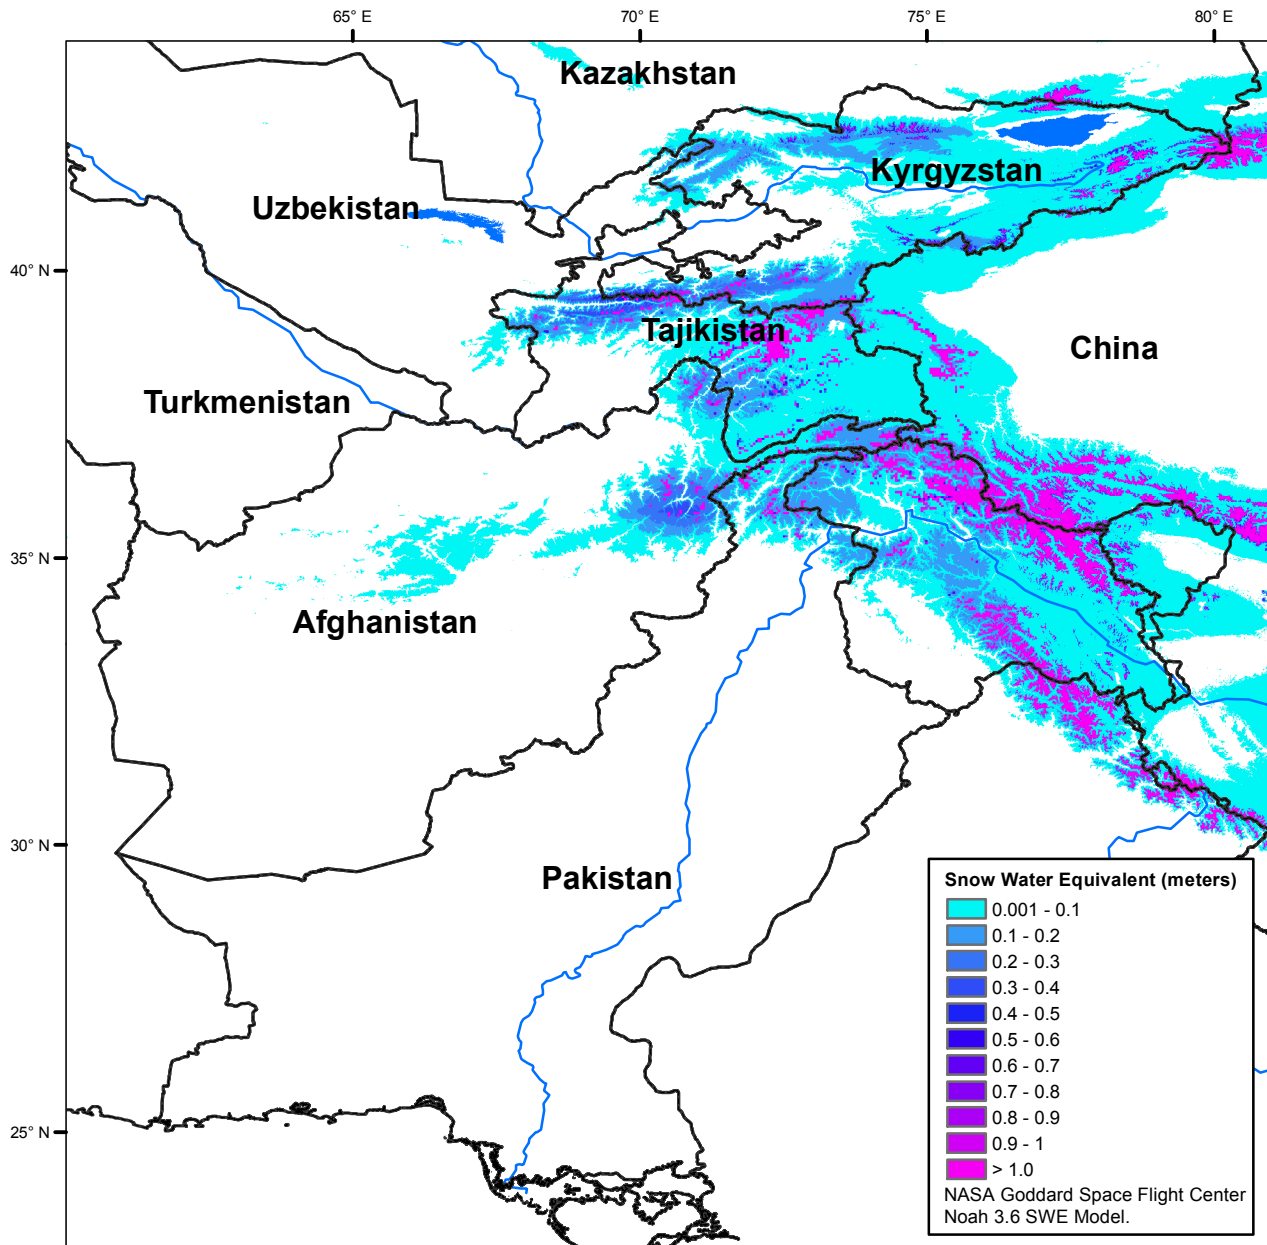 65° E
70° E
75° E
80° E
Kazakhstan
Kyrgyzstan
Uzbekistan
40° N
Tajikistan
China
Turkmenistan
35° N
Afghanistan
30° N
Pakistan
25° N
Snow Water Equivalent (meters)
0.001 - 0.1
0.1 - 0.2
0.2 - 0.3
0.3 - 0.4
0.4 - 0.5
0.5 - 0.6
0.6 - 0.7
0.7 - 0.8
0.8 - 0.9
0.9 - 1
> 1.0
NASA Goddard Space Flight Center
Noah 3.6 SWE Model.